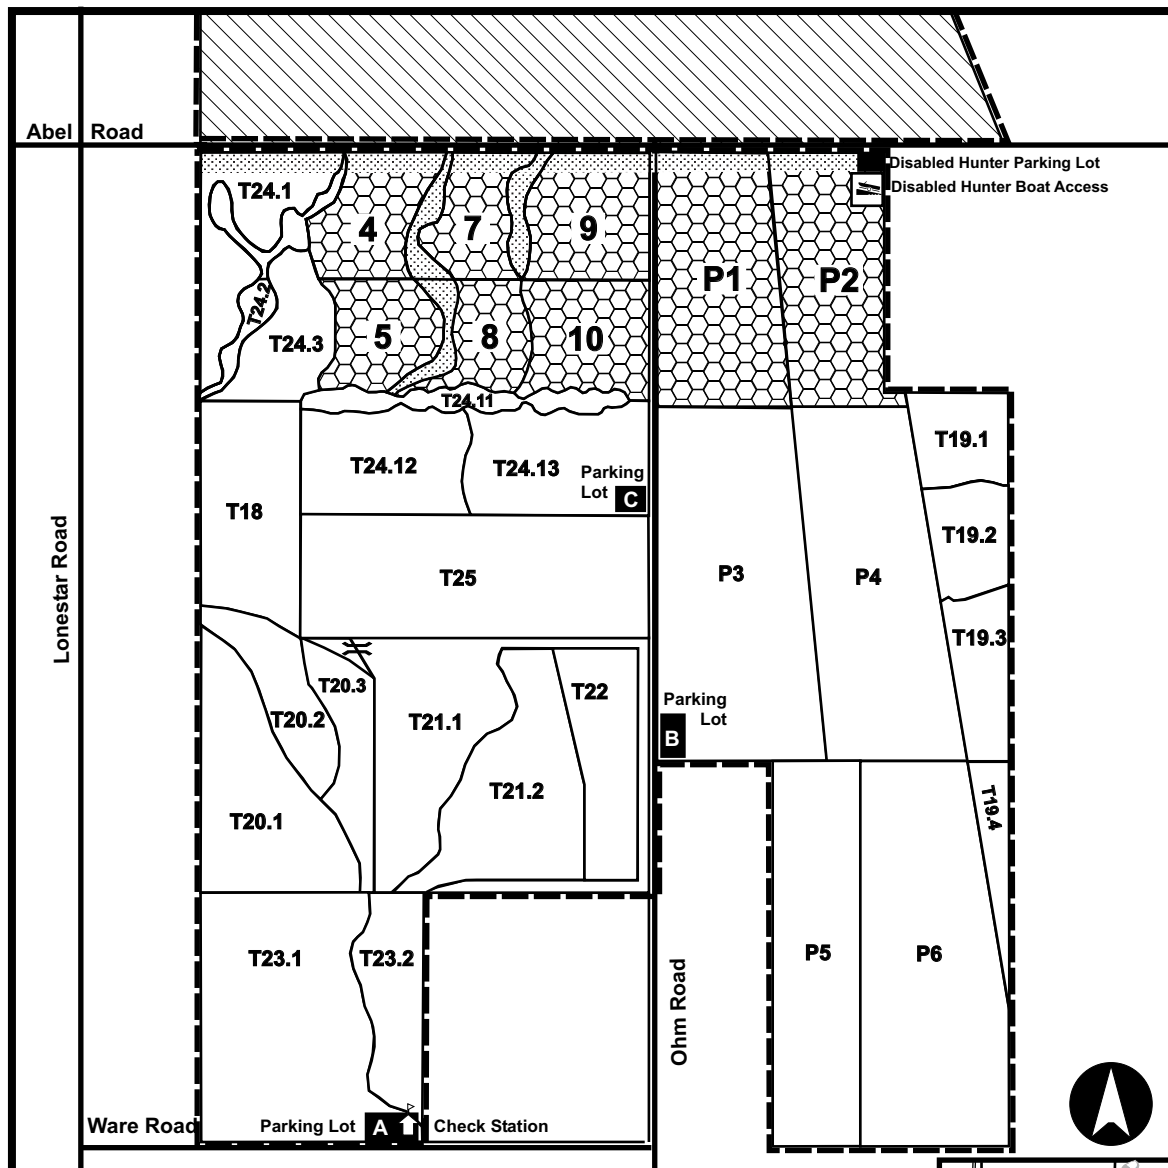 Abel Road
Disabled Hunter Parking Lot
Disabled Hunter Boat Access
T24.1
4
7
9
P1
P2
T24.2
T24.3
5
8
10
T24.11
T19.1
T24.12
T24.13
Parking
Lot C
T18
T19.2
T25
P3
P4
Lonestar Road
T19.3
T20.3
T22
Parking
Lot
B
T20.2
T21.1
T21.2
T19.4
T20.1
T23.1
T23.2
P5
P6
Ohm Road
Ware Road
Parking Lot A
Check Station